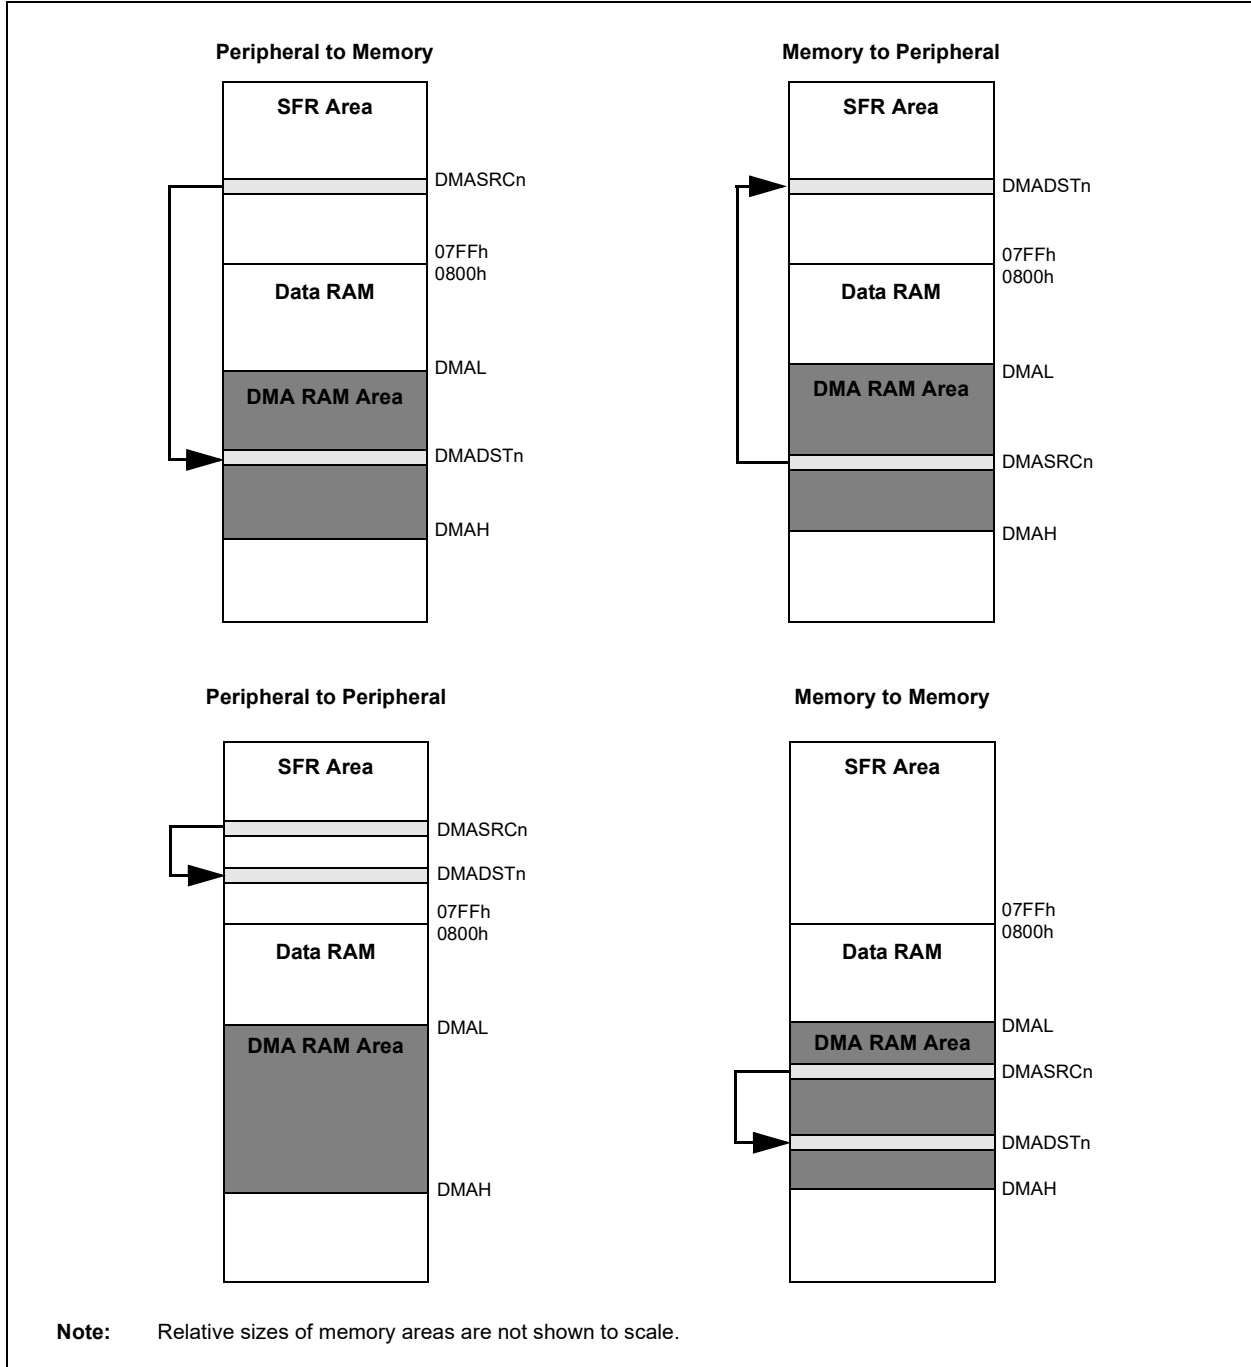 Peripheral to Memory
SFR Area
DMASRCn
07FFh
0800h
Data RAM
DMAL
DMA RAM Area
DMADSTn
DMAH
Memory to Peripheral
SFR Area
DMADSTn
07FFh
0800h
Data RAM
DMAL
DMA RAM Area
DMASRCn
DMAH
Peripheral to Peripheral
SFR Area
DMASRCn
DMADSTn
07FFh
0800h
Data RAM
DMAL
DMA RAM Area
DMAH
Memory to Memory
SFR Area
07FFh
0800h
Data RAM
DMAL
DMA RAM Area
DMASRCn
DMADSTn
DMAH
Note: Relative sizes of memory areas are not shown to scale.